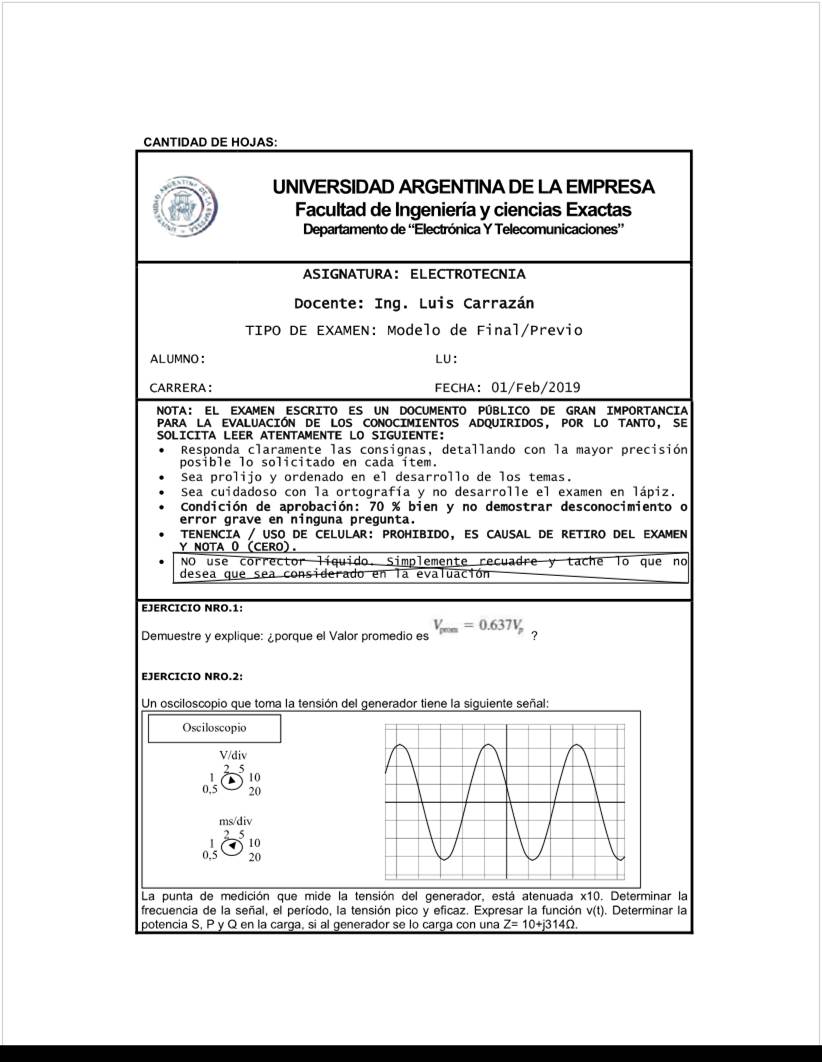 CANTIDAD DE HOJAS:
UNIVERSIDAD ARGENTINA DE LA EMPRESA
Facultad de Ingeniería y ciencias Exactas
Departamento de “Electrónica Y Telecomunicaciones”
ASIGNATURA: ELECTROTECNIA
Docente: Ing. Luis Carrazán
TIPO DE EXAMEN: Modelo de Final/Previo
ALUMNO: LU:
CARRERA: FECHA: 01/Feb/2019
NOTA: EL EXAMEN ESCRITO ES UN DOCUMENTO PÚBLICO DE GRAN IMPORTANCIA
PARA LA EVALUACIÓN DE LOS CONOCIMIENTOS ADQUIRIDOS, POR LO TANTO, SE
SOLICITA LEER ATENTAMENTE LO SIGUIENTE:
• Responda claramente las consignas, detallando con la mayor precisión
posible lo solicitado en cada ítem.
• Sea prolijo y ordenado en el desarrollo de los temas.
• Sea cuidadoso con la ortografía y no desarrolle el examen en lápiz.
• Condición de aprobación: 70 % bien y no demostrar desconocimiento o
error grave en ninguna pregunta.
• TENENCIA / USO DE CELULAR: PROHIBIDO, ES CAUSAL DE RETIRO DEL EXAMEN
Y NOTA 0 (CERO).
• NO use corrector líquido. Simplemente recuadre y tache lo que no
desea que sea considerado en la evaluación
EJERCICIO NRO.1:
Demuestre y explique: ¿porque el Valor promedio es Vprom = 0.637Vp ?
EJERCICIO NRO.2:
Un osciloscopio que toma la tensión del generador tiene la siguiente señal:
Osciloscopio
V/div
2 5
1 10
0,5 20
ms/div
2 5
1 10
0,5 20
La punta de medición que mide la tensión del generador, está atenuada x10. Determinar la
frecuencia de la señal, el período, la tensión pico y eficaz. Expresar la función v(t). Determinar la
potencia S, P y Q en la carga, si al generador se lo carga con una Z= 10+j314Ω.